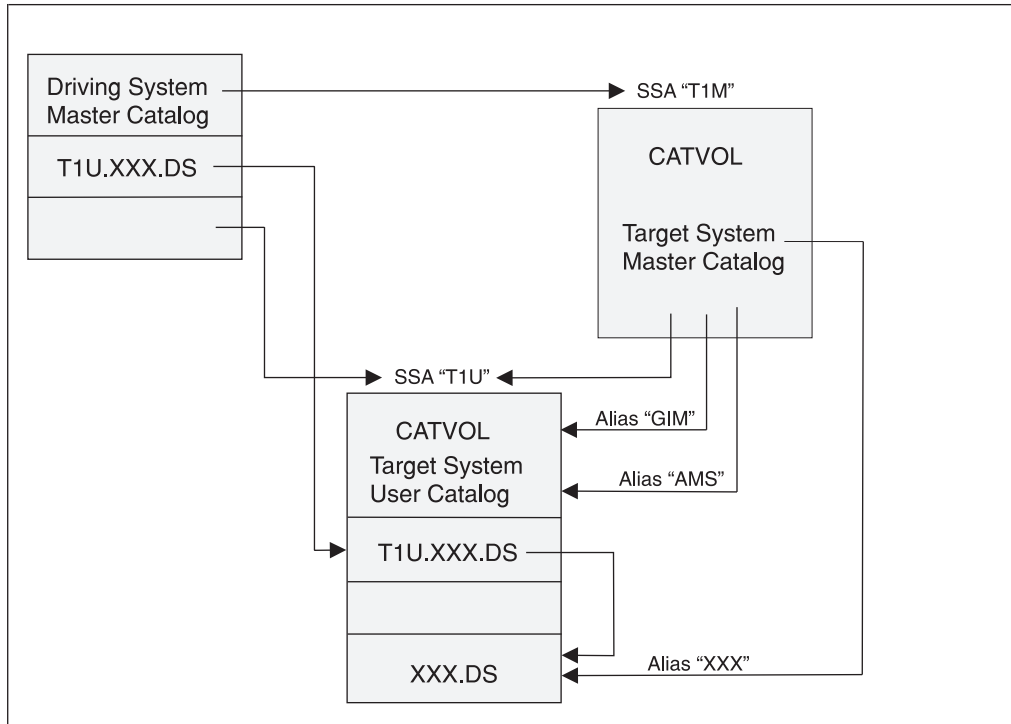 Driving System
Master Catalog
T1U.XXX.DS
SSA “T1M”
CATVOL
Target System
Master Catalog
SSA “T1U”
CATVOL
Target System
User Catalog
Alias “GIM”
Alias “AMS”
T1U.XXX.DS
XXX.DS
Alias “XXX”